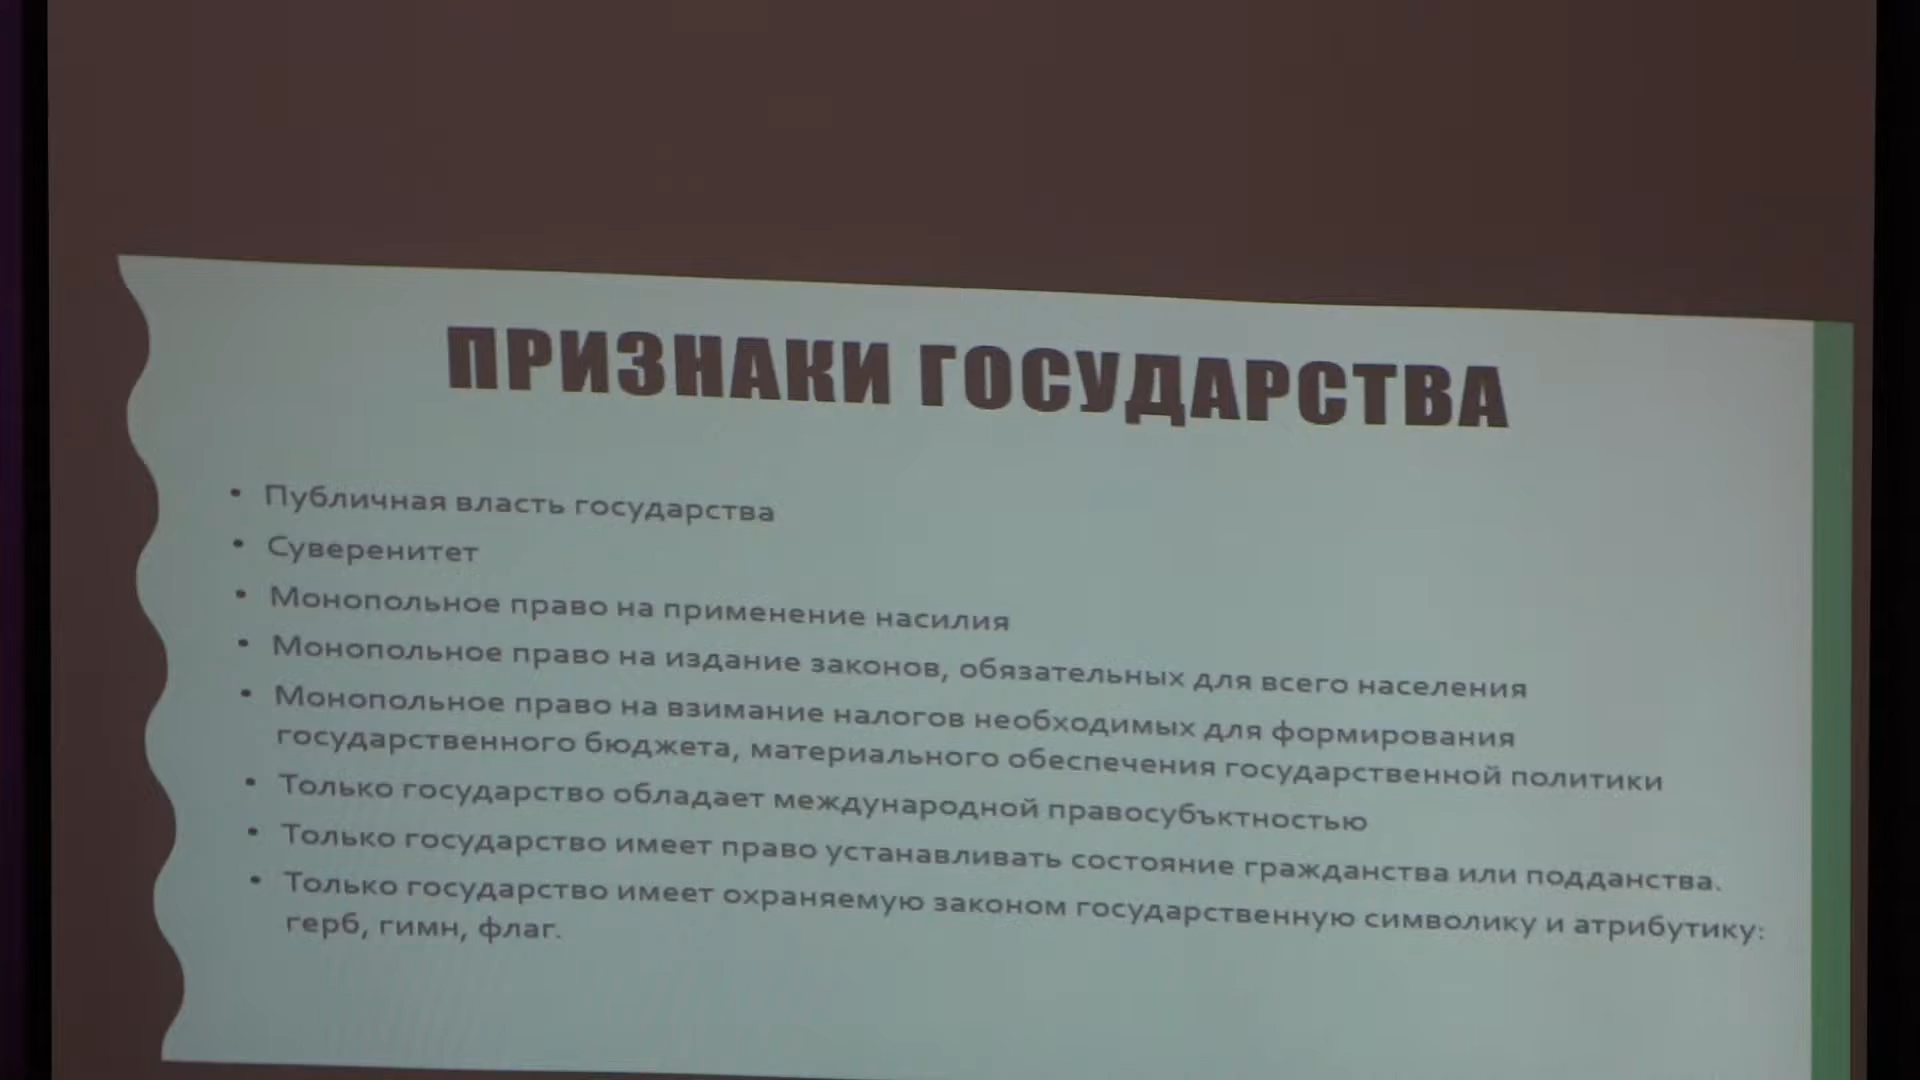 ПРИЗНАКИ ГОСУДАРСТВА
• Публичная власть государства
• Суверенитет
• Монопольное право на применение насилия
• Монопольное право на издание законов, обязательных для всего населения
• Монопольное право на взимание налогов необходимых для формирования
государственного бюджета, материального обеспечения государственной политики
• Только государство обладает международной правосубъктностью
• Только государство имеет право устанавливать состояние гражданства или подданства.
• Только государство имеет охраняемую законом государственную символику и атрибутику:
герб, гимн, флаг.